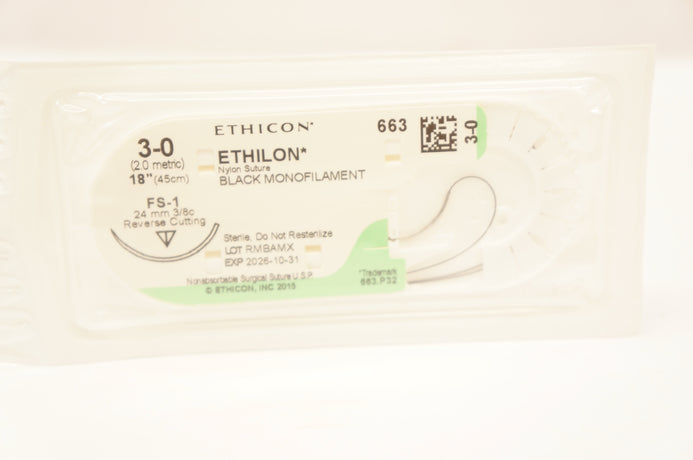 ETHICON*
663
3-0
3-0
(2.0 metric)
18" (45cm)
ETHILON*
Nylon Suture
BLACK MONOFILAMENT
FS-1
24 mm 3/8c
Reverse Cutting
Sterile, Do Not Resterilize
LOT RMBAMX
EXP 2026-10-31
Nonabsorbable Surgical Suture U.S.P.
© ETHICON, INC 2015
*Trademark
663.P32